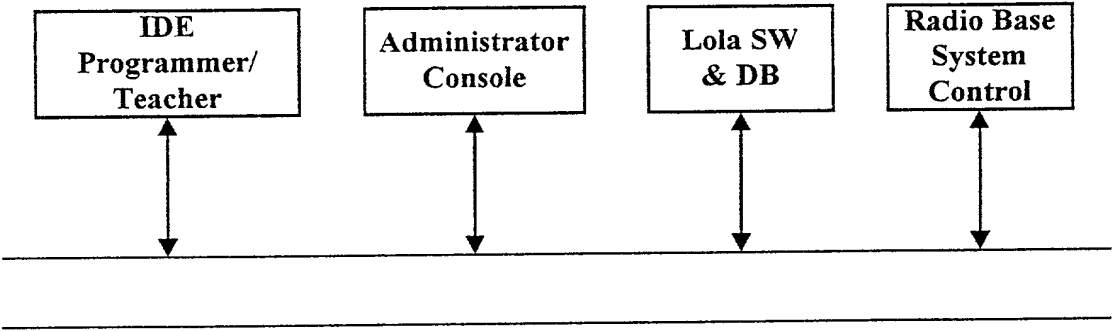 IDE
Programmer/
Teacher
Administrator
Console
Lola SW
& DB
Radio Base
System
Control